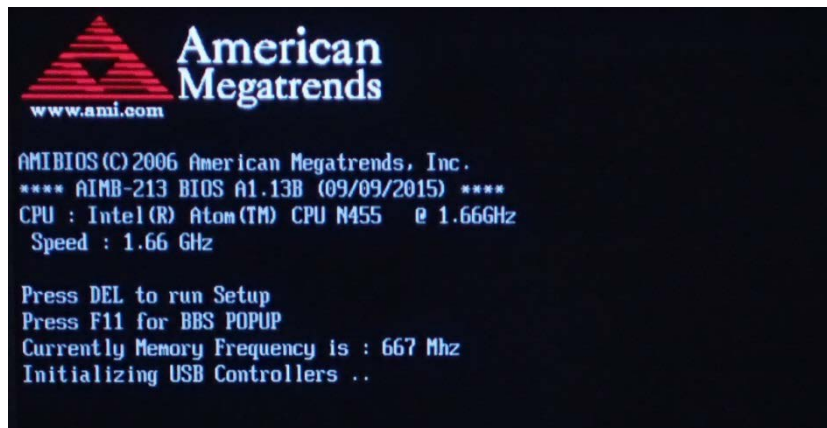 American
Megatrends
www.ami.com
AMIBIOS(C)2006 American Megatrends, Inc.
**** AIMB-213 BIOS A1.13B (09/09/2015) ****
CPU : Intel(R) Atom(TM) CPU N455 @ 1.66GHz
Speed : 1.66 GHz
Press DEL to run Setup
Press F11 for BBS POPUP
Currently Memory Frequency is : 667 Mhz
Initializing USB Controllers ..